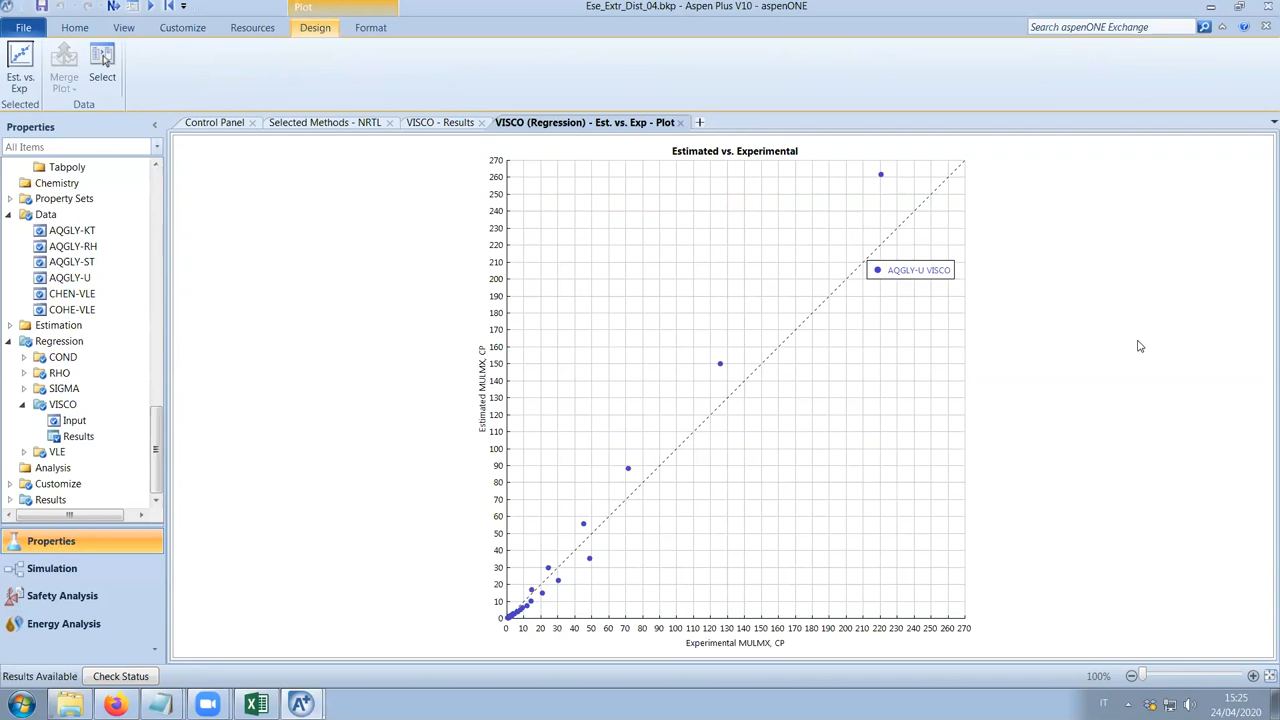 Plot
Ese_Extr_Dist_04.bkp - Aspen Plus V10 - aspenONE
File Home View Customize Resources Design Format Search aspenONE Exchange
Est. vs. Exp
Merge Plot
Select
Selected Data
Properties
Control Panel
Selected Methods - NRTL
VISCO - Results
VISCO (Regression) - Est. vs. Exp - Plot
All Items
Tabpoly
Chemistry
Property Sets
Data
AQGLY-KT
AQGLY-RH
AQGLY-ST
AQGLY-U
CHEN-VLE
COHE-VLE
Estimation
Regression
COND
RHO
SIGMA
VISCO
Input
Results
VLE
Analysis
Customize
Results
Properties
Simulation
Safety Analysis
Energy Analysis
Estimated vs. Experimental
270
260
250
240
230
220
210
200
190
180
170
160
150
140
130
120
110
100
90
80
70
60
50
40
30
20
10
0
Estimated MULMX, CP
AQGLY-U VISCO
0 10 20 30 40 50 60 70 80 90 100 110 120 130 140 150 160 170 180 190 200 210 220 230 240 250 260 270
Experimental MULMX, CP
Results Available Check Status
100%
IT
15:25
24/04/2020